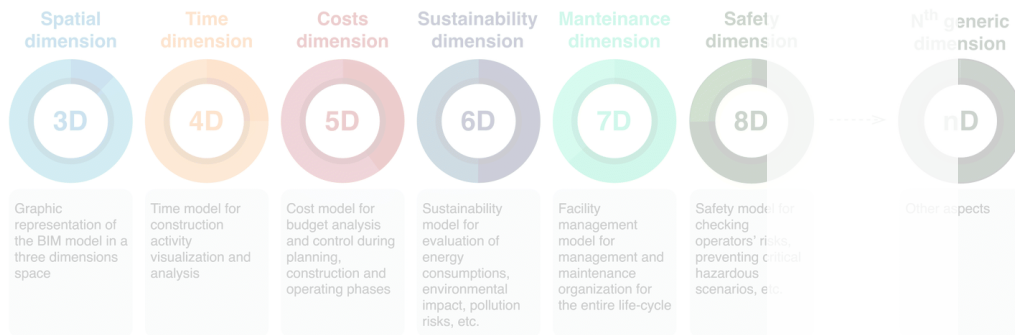 Spatial
dimension
3D
Graphic
representation of
the BIM model in a
three dimensions
space
Time
dimension
4D
Time model for
construction
activity
visualization and
analysis
Costs
dimension
5D
Cost model for
budget analysis
and control during
planning,
construction and
operating phases
Sustainability
dimension
6D
Sustainability
model for
evaluation of
energy
consumptions,
environmental
impact, pollution
risks, etc.
Manteinance
dimension
7D
Facility
management
model for
management and
maintenance
organization for
the entire life-cycle
Safety
dimension
8D
Safety model for
checking
operators' risks,
preventing critical
hazardous
scenarios, etc.
Nth generic
dimension
nD
Other aspects